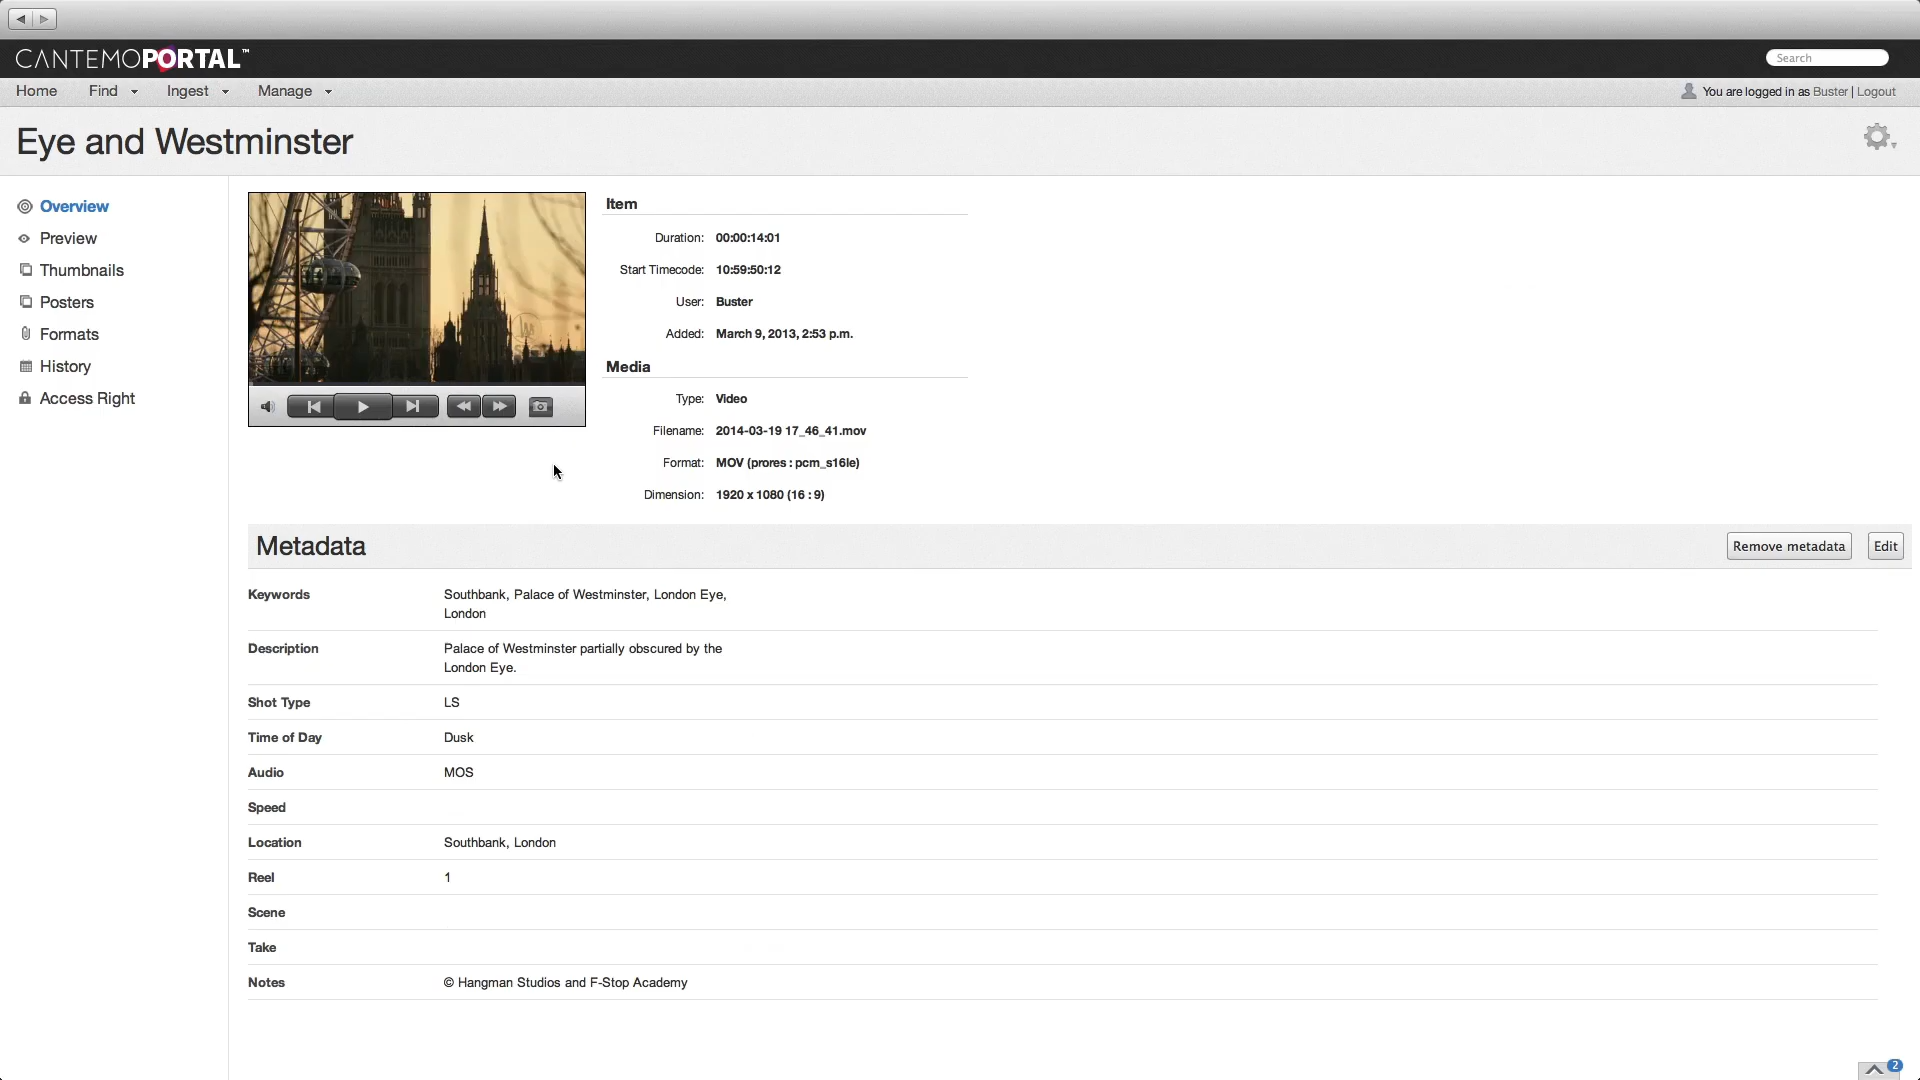 CANTEMOPORTAL™
Search
Home Find Ingest Manage
You are logged in as Buster | Logout
Eye and Westminster
Overview
Preview
Thumbnails
Posters
Formats
History
Access Right
Item
Duration: 00:00:14:01
Start Timecode: 10:59:50:12
User: Buster
Added: March 9, 2013, 2:53 p.m.
Media
Type: Video
Filename: 2014-03-19 17_46_41.mov
Format: MOV (prores : pcm_s16le)
Dimension: 1920 x 1080 (16 : 9)
Metadata
Remove metadata
Edit
Keywords Southbank, Palace of Westminster, London Eye,
London
Description Palace of Westminster partially obscured by the
London Eye.
Shot Type LS
Time of Day Dusk
Audio MOS
Speed
Location Southbank, London
Reel 1
Scene
Take
Notes © Hangman Studios and F-Stop Academy
2